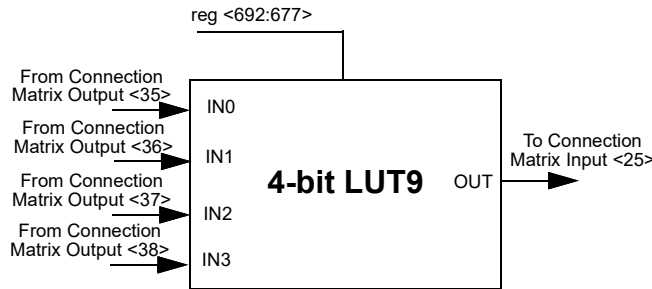 reg <692:677>
From Connection
Matrix Output <35>
IN0
From Connection
Matrix Output <36>
IN1
From Connection
Matrix Output <37>
IN2
From Connection
Matrix Output <38>
IN3
4-bit LUT9
OUT
To Connection
Matrix Input <25>